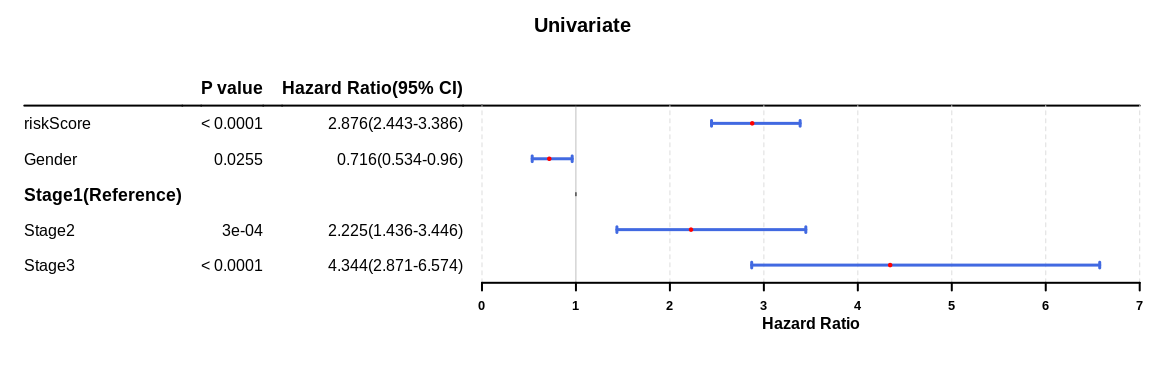 Univariate
P value Hazard Ratio(95% CI)
riskScore < 0.0001 2.876(2.443-3.386)
Gender 0.0255 0.716(0.534-0.96)
Stage1(Reference)
Stage2 3e-04 2.225(1.436-3.446)
Stage3 < 0.0001 4.344(2.871-6.574)
0 1 2 3 4 5 6 7
Hazard Ratio